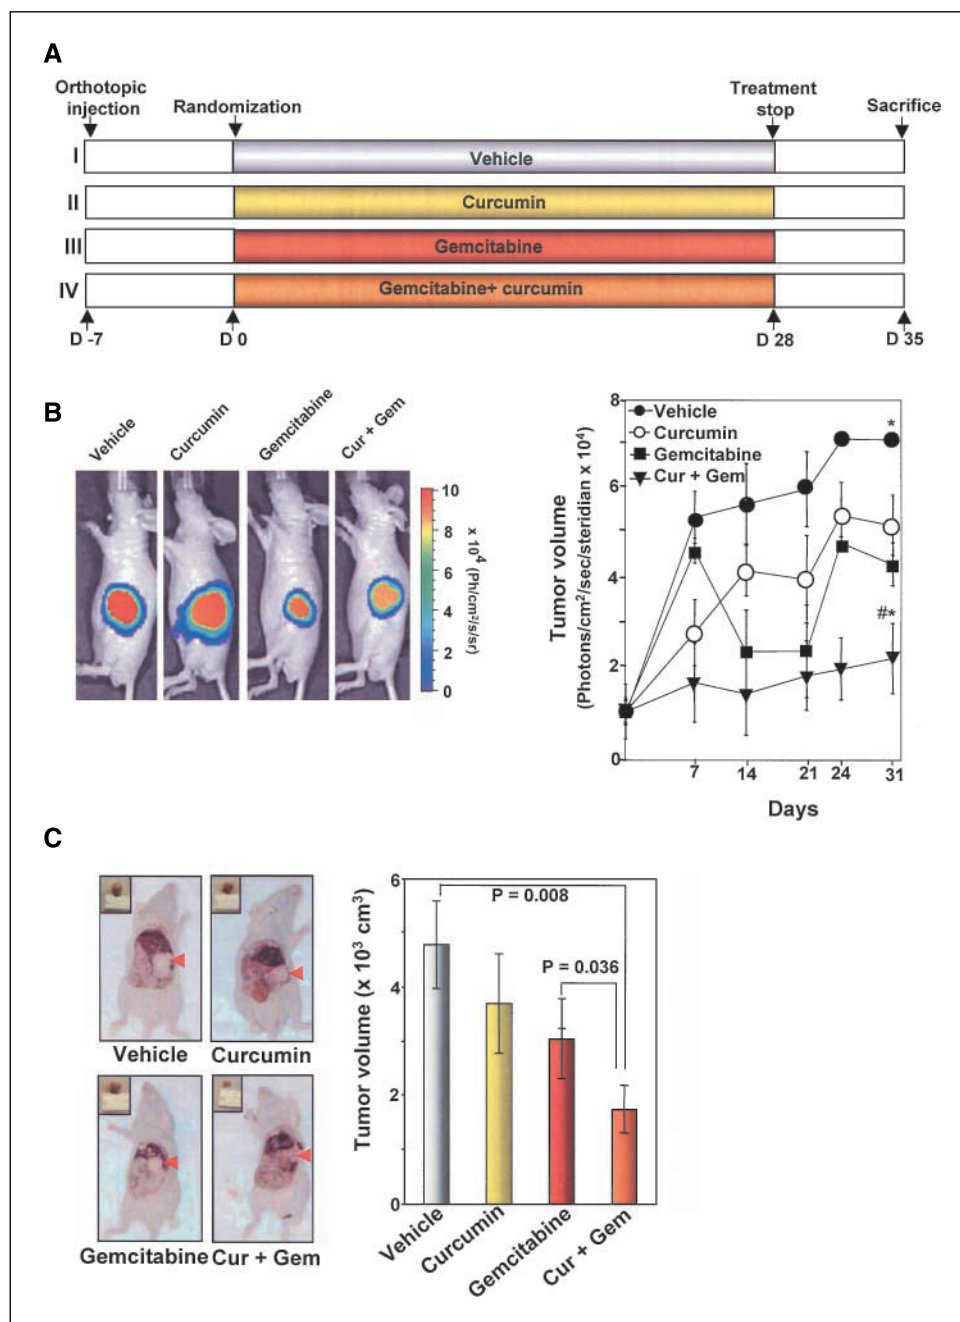 A
Orthotopic
injection
Randomization
Treatment
stop
Sacrifice
I
Vehicle
II
Curcumin
III
Gemcitabine
IV
Gemcitabine+ curcumin
D -7
D 0
D 28
D 35
B
Vehicle
Curcumin
Gemcitabine
Cur + Gem
10
8
6
4
2
0
x 10⁴ (Ph/cm²/s/sr)
Tumor volume
(Photons/cm²/sec/steridian x 10⁴)
8
6
4
2
0
Vehicle
Curcumin
Gemcitabine
Cur + Gem
*
#*
7
14
21
24
31
Days
C
Vehicle
Curcumin
Gemcitabine
Cur + Gem
Tumor volume (x 10³ cm³)
6
4
2
0
P = 0.008
P = 0.036
Vehicle
Curcumin
Gemcitabine
Cur + Gem